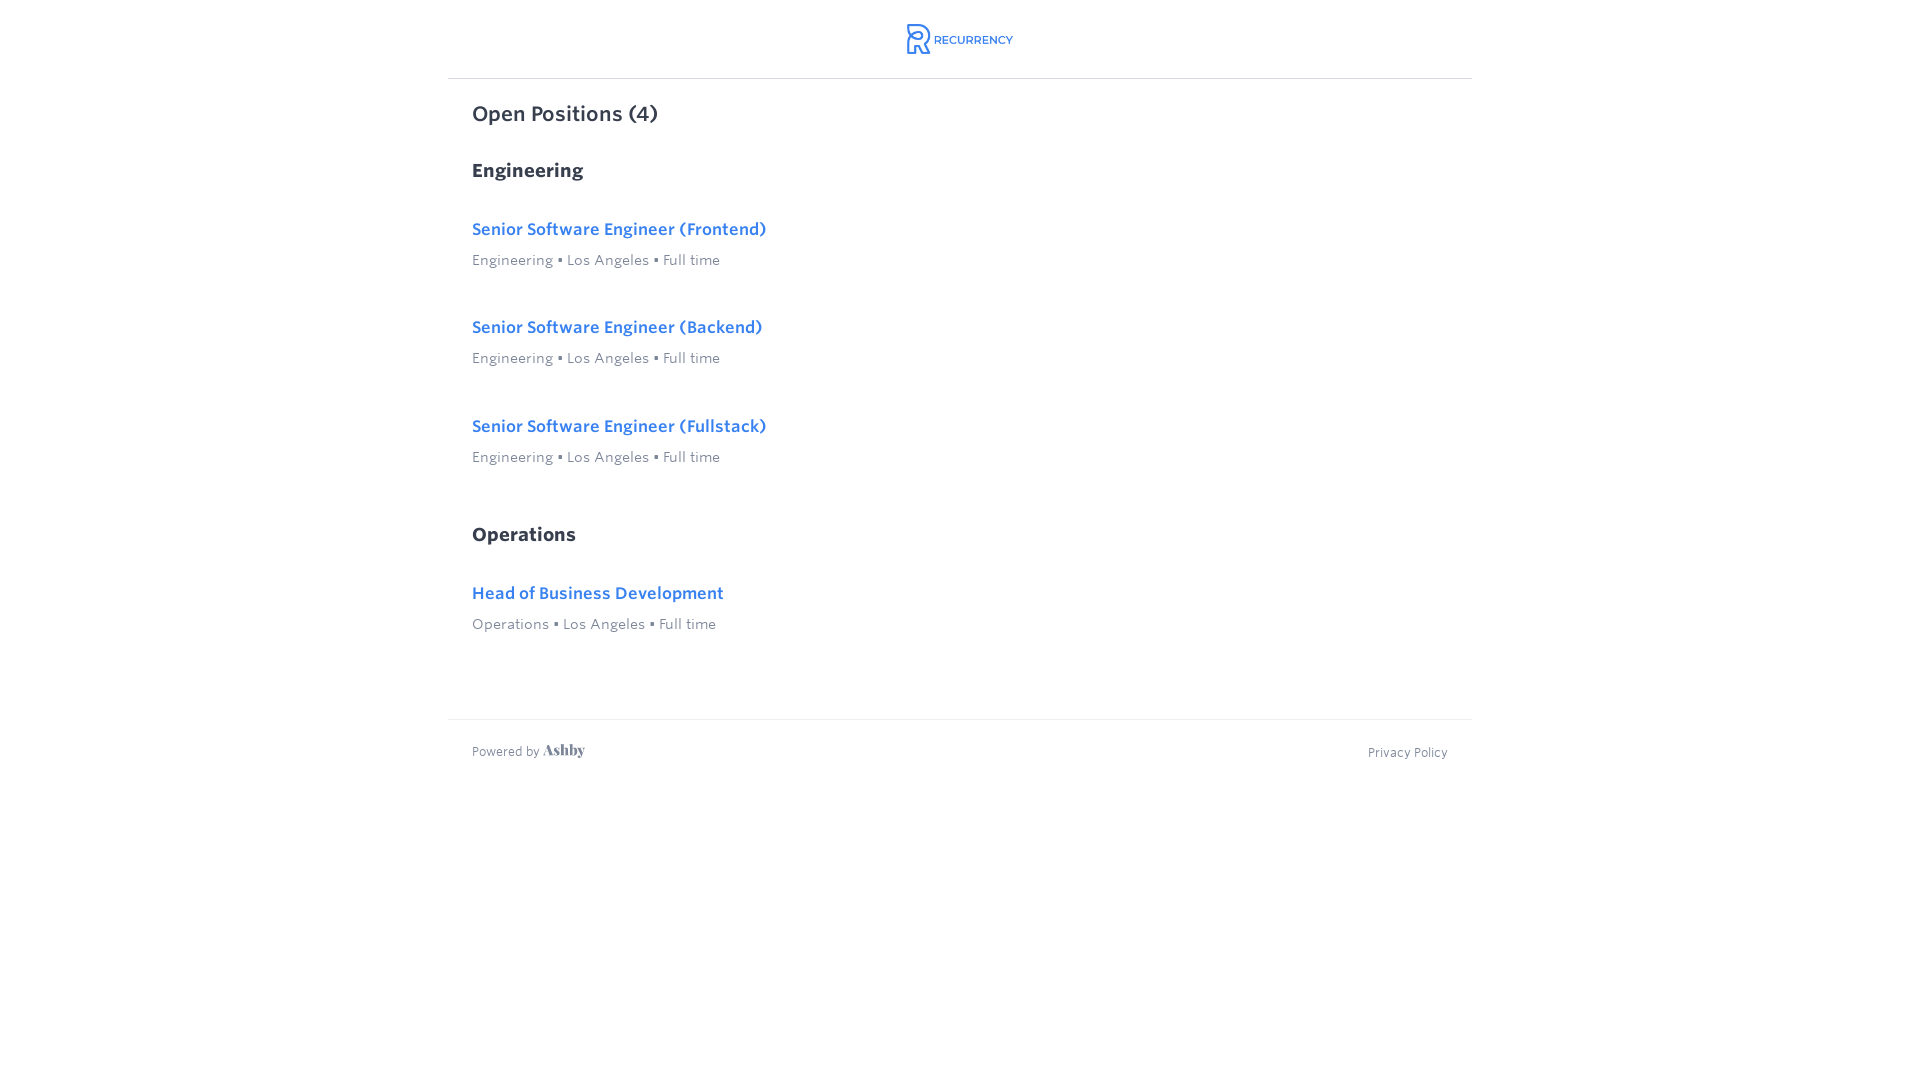 RECURRENCY
Open Positions (4)
Engineering
Senior Software Engineer (Frontend)
Engineering ▪ Los Angeles ▪ Full time
Senior Software Engineer (Backend)
Engineering ▪ Los Angeles ▪ Full time
Senior Software Engineer (Fullstack)
Engineering ▪ Los Angeles ▪ Full time
Operations
Head of Business Development
Operations ▪ Los Angeles ▪ Full time
Powered by Ashby
Privacy Policy